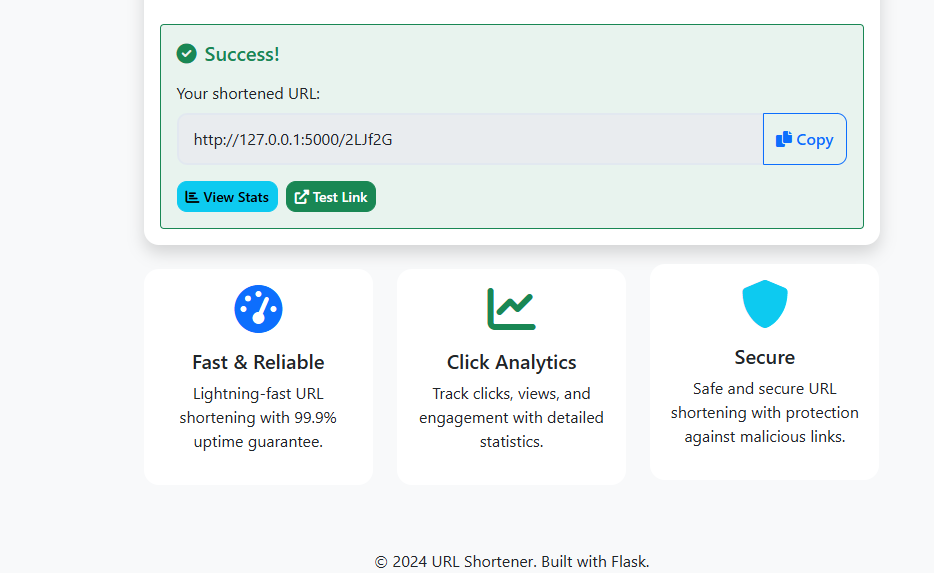 Success!
Your shortened URL:
http://127.0.0.1:5000/2LJf2G
Copy
View Stats
Test Link
Fast & Reliable
Lightning-fast URL
shortening with 99.9%
uptime guarantee.
Click Analytics
Track clicks, views, and
engagement with detailed
statistics.
Secure
Safe and secure URL
shortening with protection
against malicious links.
© 2024 URL Shortener. Built with Flask.